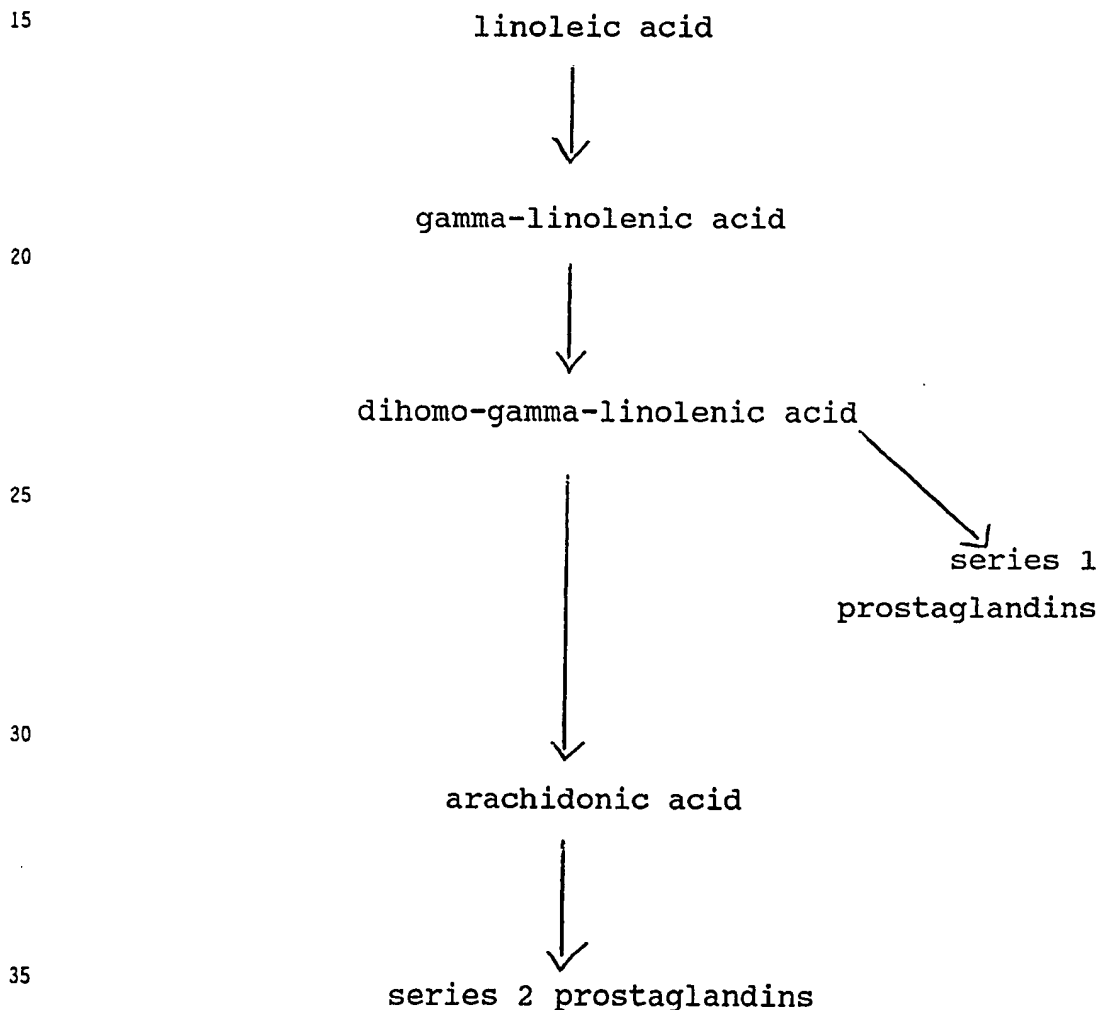 15
linoleic acid
gamma-linolenic acid
20
dihomo-gamma-linolenic acid
25
series 1
prostaglandins
30
arachidonic acid
35
series 2 prostaglandins